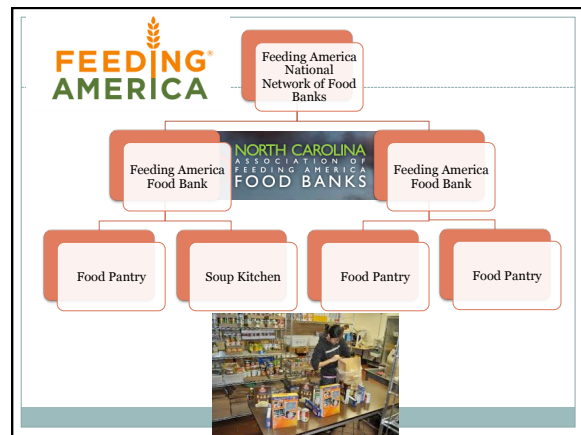 FEEDING®
AMERICA
Feeding America
National
Network of Food
Banks
Feeding America
Food Bank
NORTH CAROLINA
ASSOCIATION OF
FEEDING AMERICA
FOOD BANKS
Feeding America
Food Bank
Food Pantry
Soup Kitchen
Food Pantry
Food Pantry